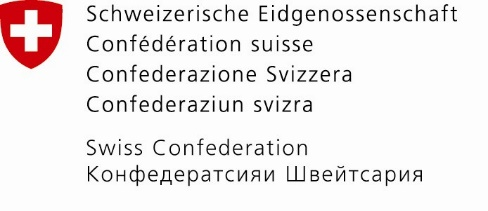 Schweizerische Eidgenossenschaft
Confédération suisse
Confederazione Svizzera
Confederaziun svizra
Swiss Confederation
Конфедератсияи Швейтсария